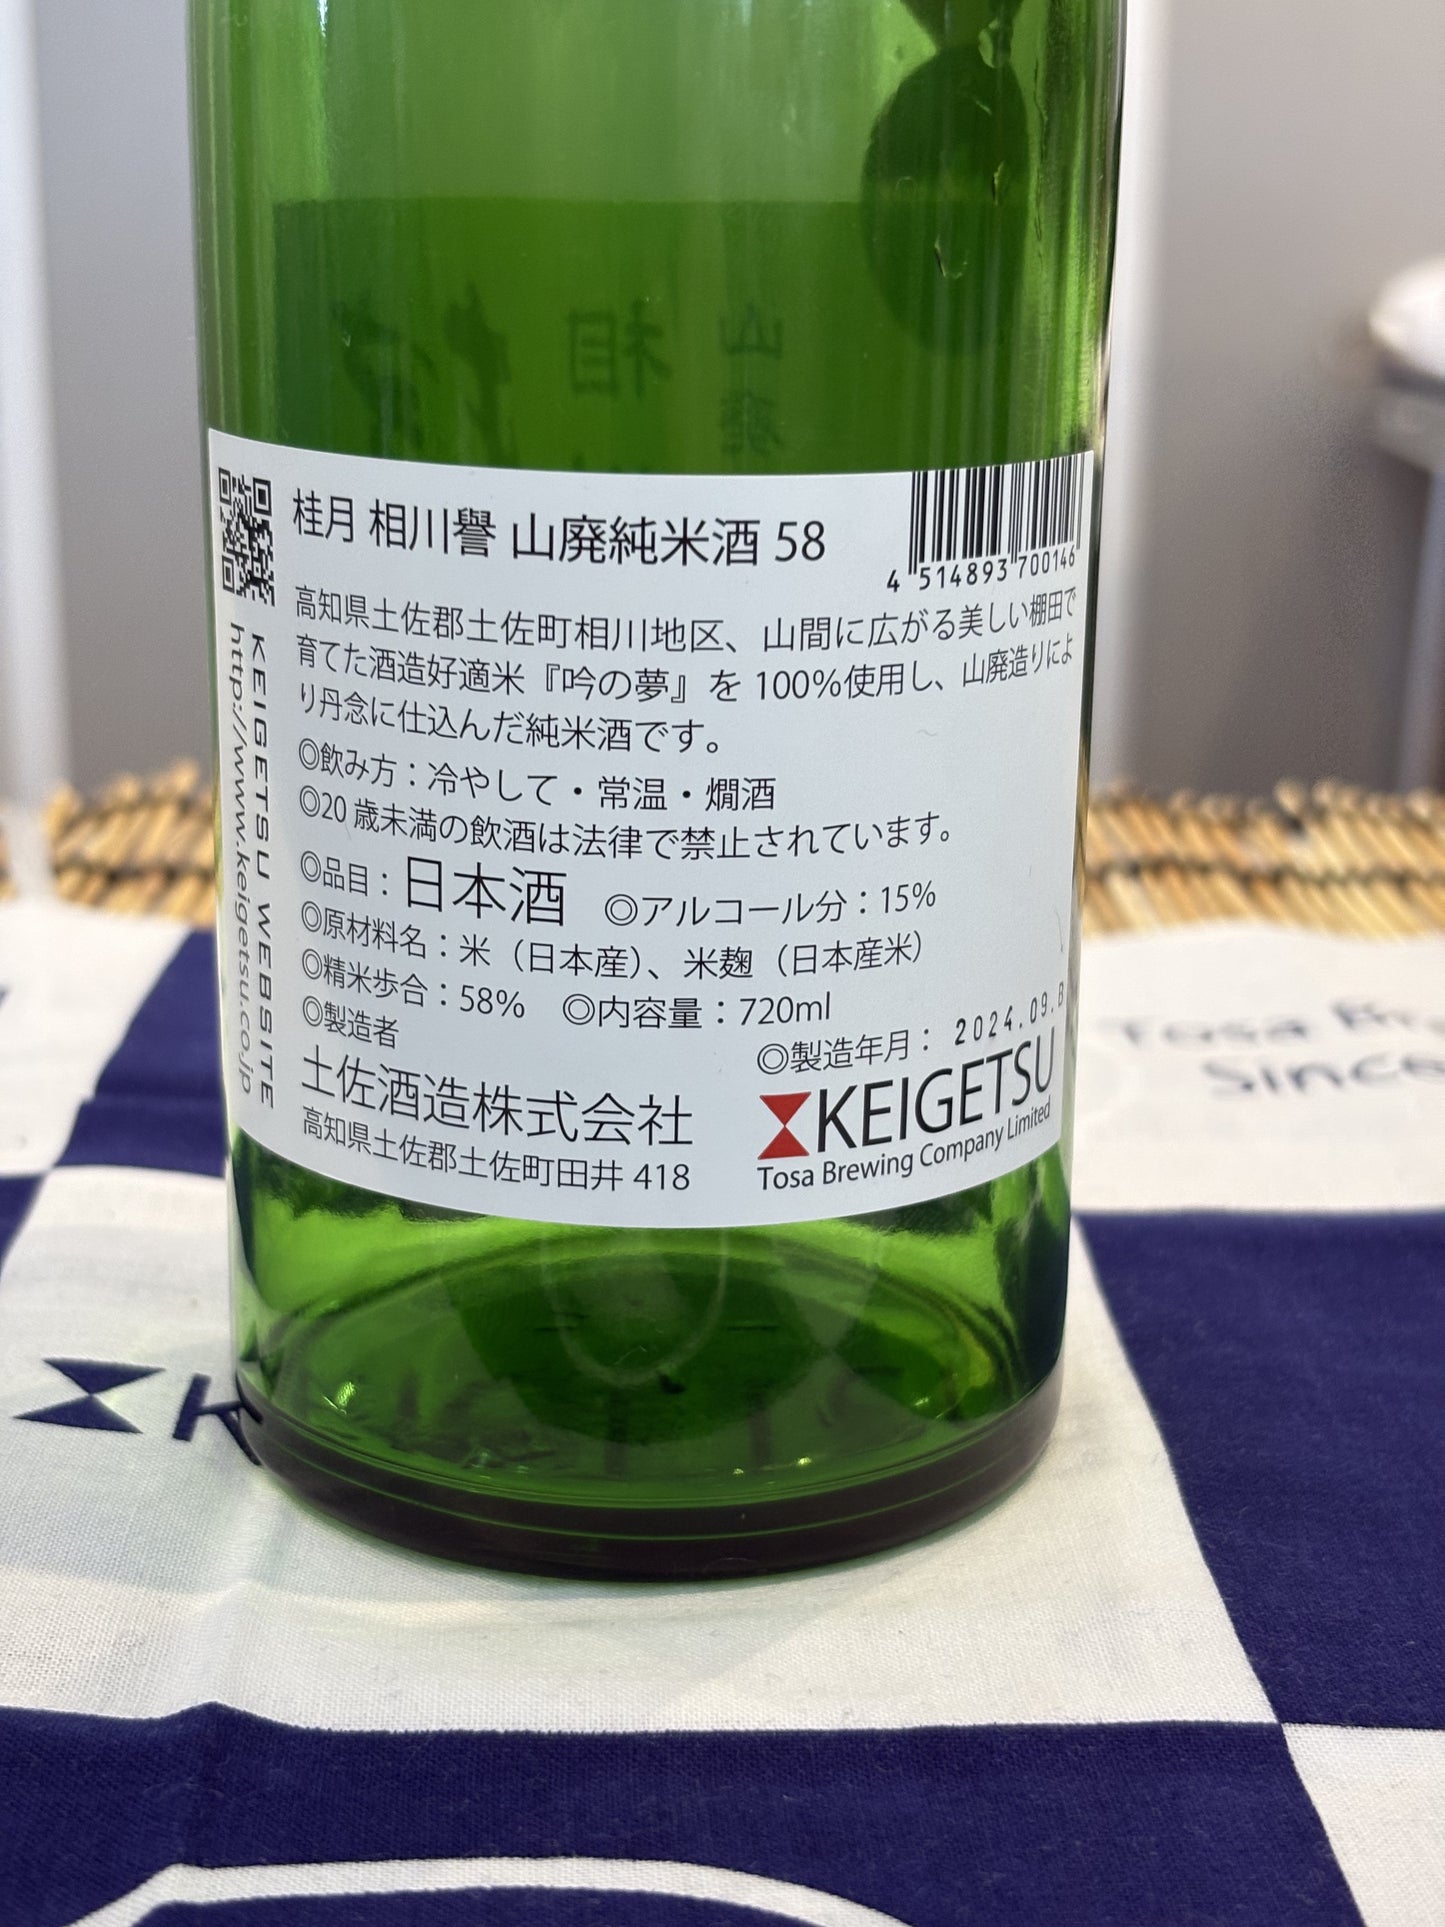 桂月 相川譽 山廃純米酒 58
4 514893 700146
高知県土佐郡土佐町相川地区、山間に広がる美しい棚田で
育てた酒造好適米『吟の夢』を 100%使用し、山廃造りによ
り丹念に仕込んだ純米酒です。
◎飲み方：冷やして・常温・燗酒
◎20 歳未満の飲酒は法律で禁止されています。
◎品目：日本酒 ◎アルコール分：15%
◎原材料名：米（日本産）、米麹（日本産米）
◎精米歩合：58% ◎内容量：720ml
◎製造者
◎製造年月： 2024.09.B
土佐酒造株式会社
高知県土佐郡土佐町田井 418
KEIGETSU
Tosa Brewing Company Limited
KEIGETSU WEBSITE
http://www.keigetsu.co.jp
山廃
相
K
Tosa
Since